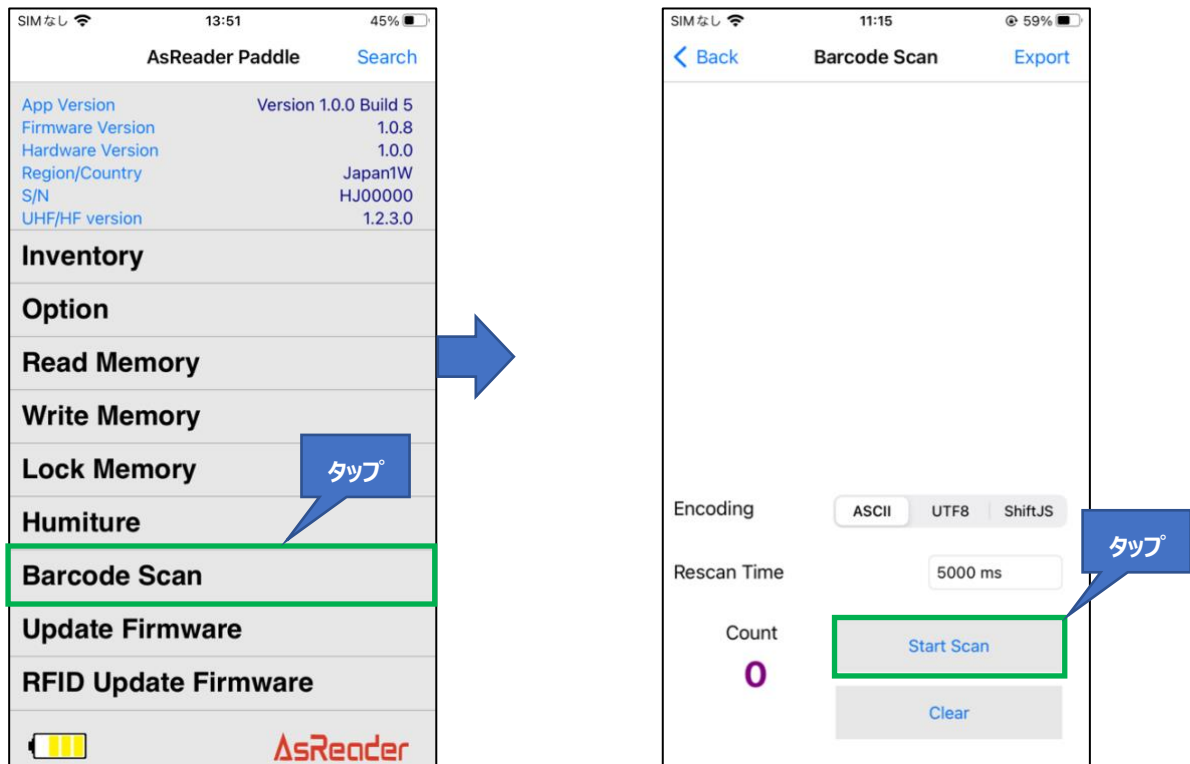 SIMなし 13:51 45%
AsReader Paddle Search
App Version Version 1.0.0 Build 5
Firmware Version 1.0.8
Hardware Version 1.0.0
Region/Country Japan1W
S/N HJ00000
UHF/HF version 1.2.3.0
Inventory
Option
Read Memory
Write Memory
Lock Memory
タップ
Humiture
Barcode Scan
Update Firmware
RFID Update Firmware
AsReader
SIMなし 11:15 59%
Back Barcode Scan Export
Encoding ASCII UTF8 ShiftJS
タップ
Rescan Time 5000 ms
Count
0
Start Scan
Clear